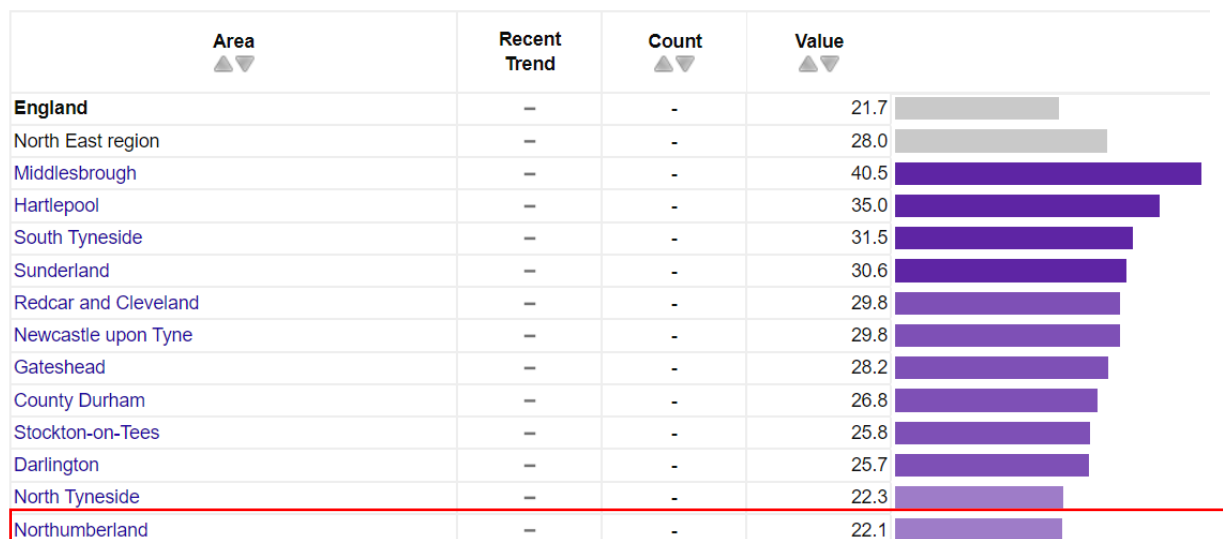 Area Recent Trend Count Value
England - - 21.7
North East region - - 28.0
Middlesbrough - - 40.5
Hartlepool - - 35.0
South Tyneside - - 31.5
Sunderland - - 30.6
Redcar and Cleveland - - 29.8
Newcastle upon Tyne - - 29.8
Gateshead - - 28.2
County Durham - - 26.8
Stockton-on-Tees - - 25.8
Darlington - - 25.7
North Tyneside - - 22.3
Northumberland - - 22.1